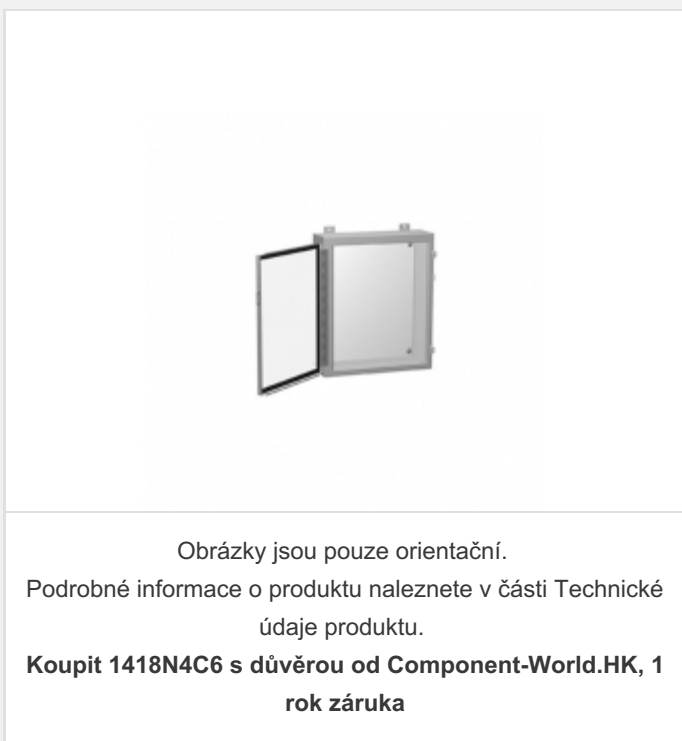 Obrázky jsou pouze orientační.
Podrobné informace o produktu naleznete v části Technické
údaje produktu.
Koupit 1418N4C6 s důvěrou od Component-World.HK, 1
rok záruka